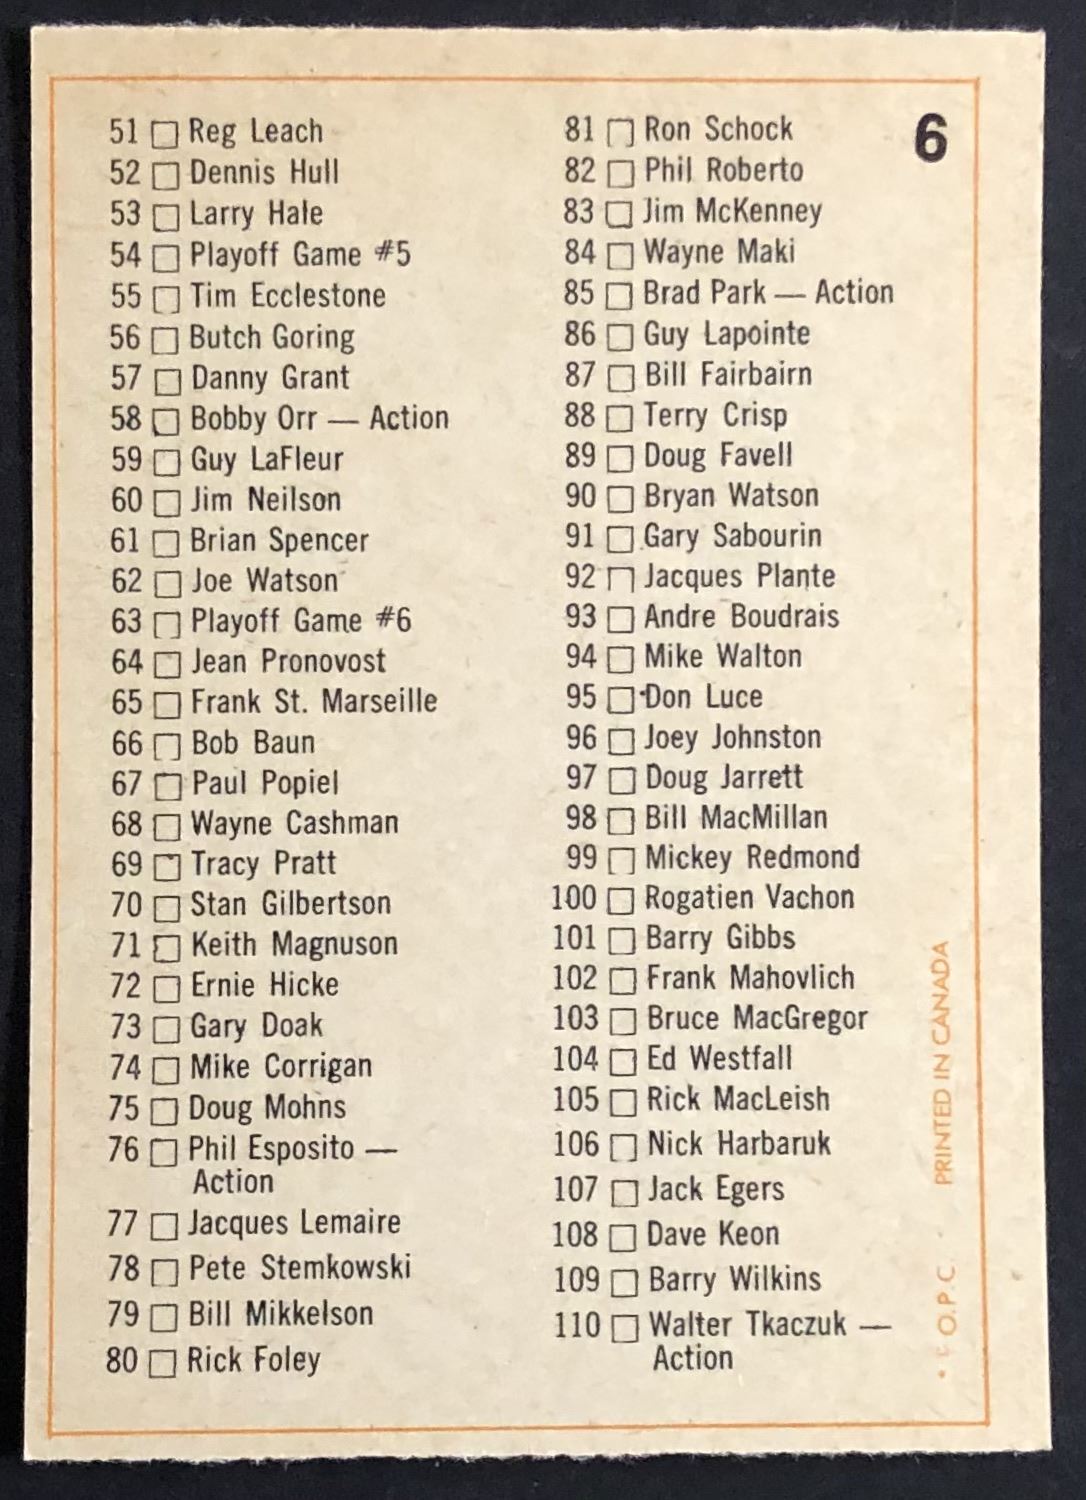 51 Reg Leach
52 Dennis Hull
53 Larry Hale
54 Playoff Game #5
55 Tim Ecclestone
56 Butch Goring
57 Danny Grant
58 Bobby Orr — Action
59 Guy LaFleur
60 Jim Neilson
61 Brian Spencer
62 Joe Watson
63 Playoff Game #6
64 Jean Pronovost
65 Frank St. Marseille
66 Bob Baun
67 Paul Popiel
68 Wayne Cashman
69 Tracy Pratt
70 Stan Gilbertson
71 Keith Magnuson
72 Ernie Hicke
73 Gary Doak
74 Mike Corrigan
75 Doug Mohns
76 Phil Esposito —
Action
77 Jacques Lemaire
78 Pete Stemkowski
79 Bill Mikkelson
80 Rick Foley
6
81 Ron Schock
82 Phil Roberto
83 Jim McKenney
84 Wayne Maki
85 Brad Park — Action
86 Guy Lapointe
87 Bill Fairbairn
88 Terry Crisp
89 Doug Favell
90 Bryan Watson
91 Gary Sabourin
92 Jacques Plante
93 Andre Boudrais
94 Mike Walton
95 Don Luce
96 Joey Johnston
97 Doug Jarrett
98 Bill MacMillan
99 Mickey Redmond
100 Rogatien Vachon
101 Barry Gibbs
102 Frank Mahovlich
103 Bruce MacGregor
104 Ed Westfall
105 Rick MacLeish
106 Nick Harbaruk
107 Jack Egers
108 Dave Keon
109 Barry Wilkins
110 Walter Tkaczuk —
Action
O.P.C. PRINTED IN CANADA